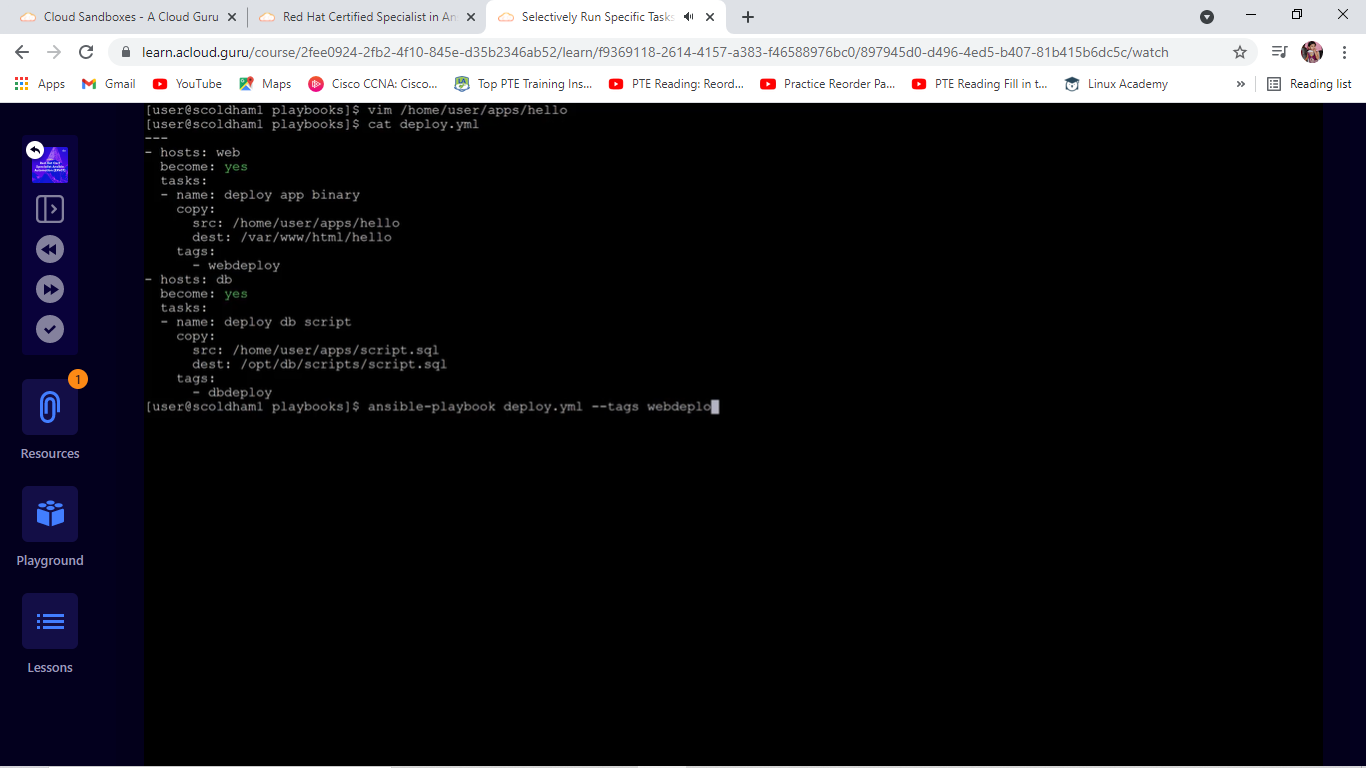 Cloud Sandboxes - A Cloud Guru
Red Hat Certified Specialist in An
Selectively Run Specific Tasks
learn.acloud.guru/course/2fee0924-2fb2-4f10-845e-d35b2346ab52/learn/f9369118-2614-4157-a383-f46588976bc0/897945d0-d496-4ed5-b407-81b415b6dc5c/watch
Apps
Gmail
YouTube
Maps
Cisco CCNA: Cisco...
Top PTE Training Ins...
PTE Reading: Reord...
Practice Reorder Pa...
PTE Reading Fill in t...
Linux Academy
»
Reading list
[user@scoldham1 playbooks]$ vim /home/user/apps/hello
[user@scoldham1 playbooks]$ cat deploy.yml
---
- hosts: web
  become: yes
  tasks:
  - name: deploy app binary
    copy:
      src: /home/user/apps/hello
      dest: /var/www/html/hello
    tags:
      - webdeploy
- hosts: db
  become: yes
  tasks:
  - name: deploy db script
    copy:
      src: /home/user/apps/script.sql
      dest: /opt/db/scripts/script.sql
    tags:
      - dbdeploy
[user@scoldham1 playbooks]$ ansible-playbook deploy.yml --tags webdeplo
1
Resources
Playground
Lessons